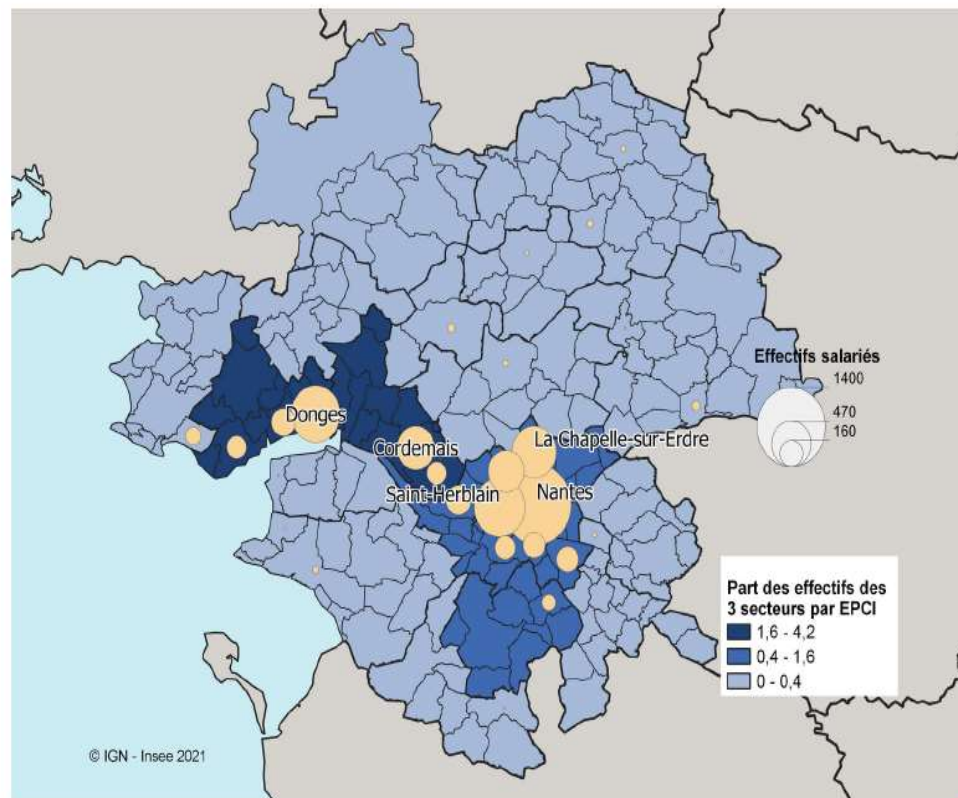 Effectifs salariés
1400
470
160
Donges
La Chapelle-sur-Erdre
Cordemais
Saint-Herblain
Nantes
Part des effectifs des
3 secteurs par EPCI
1,6 - 4,2
0,4 - 1,6
0 - 0,4
© IGN - Insee 2021